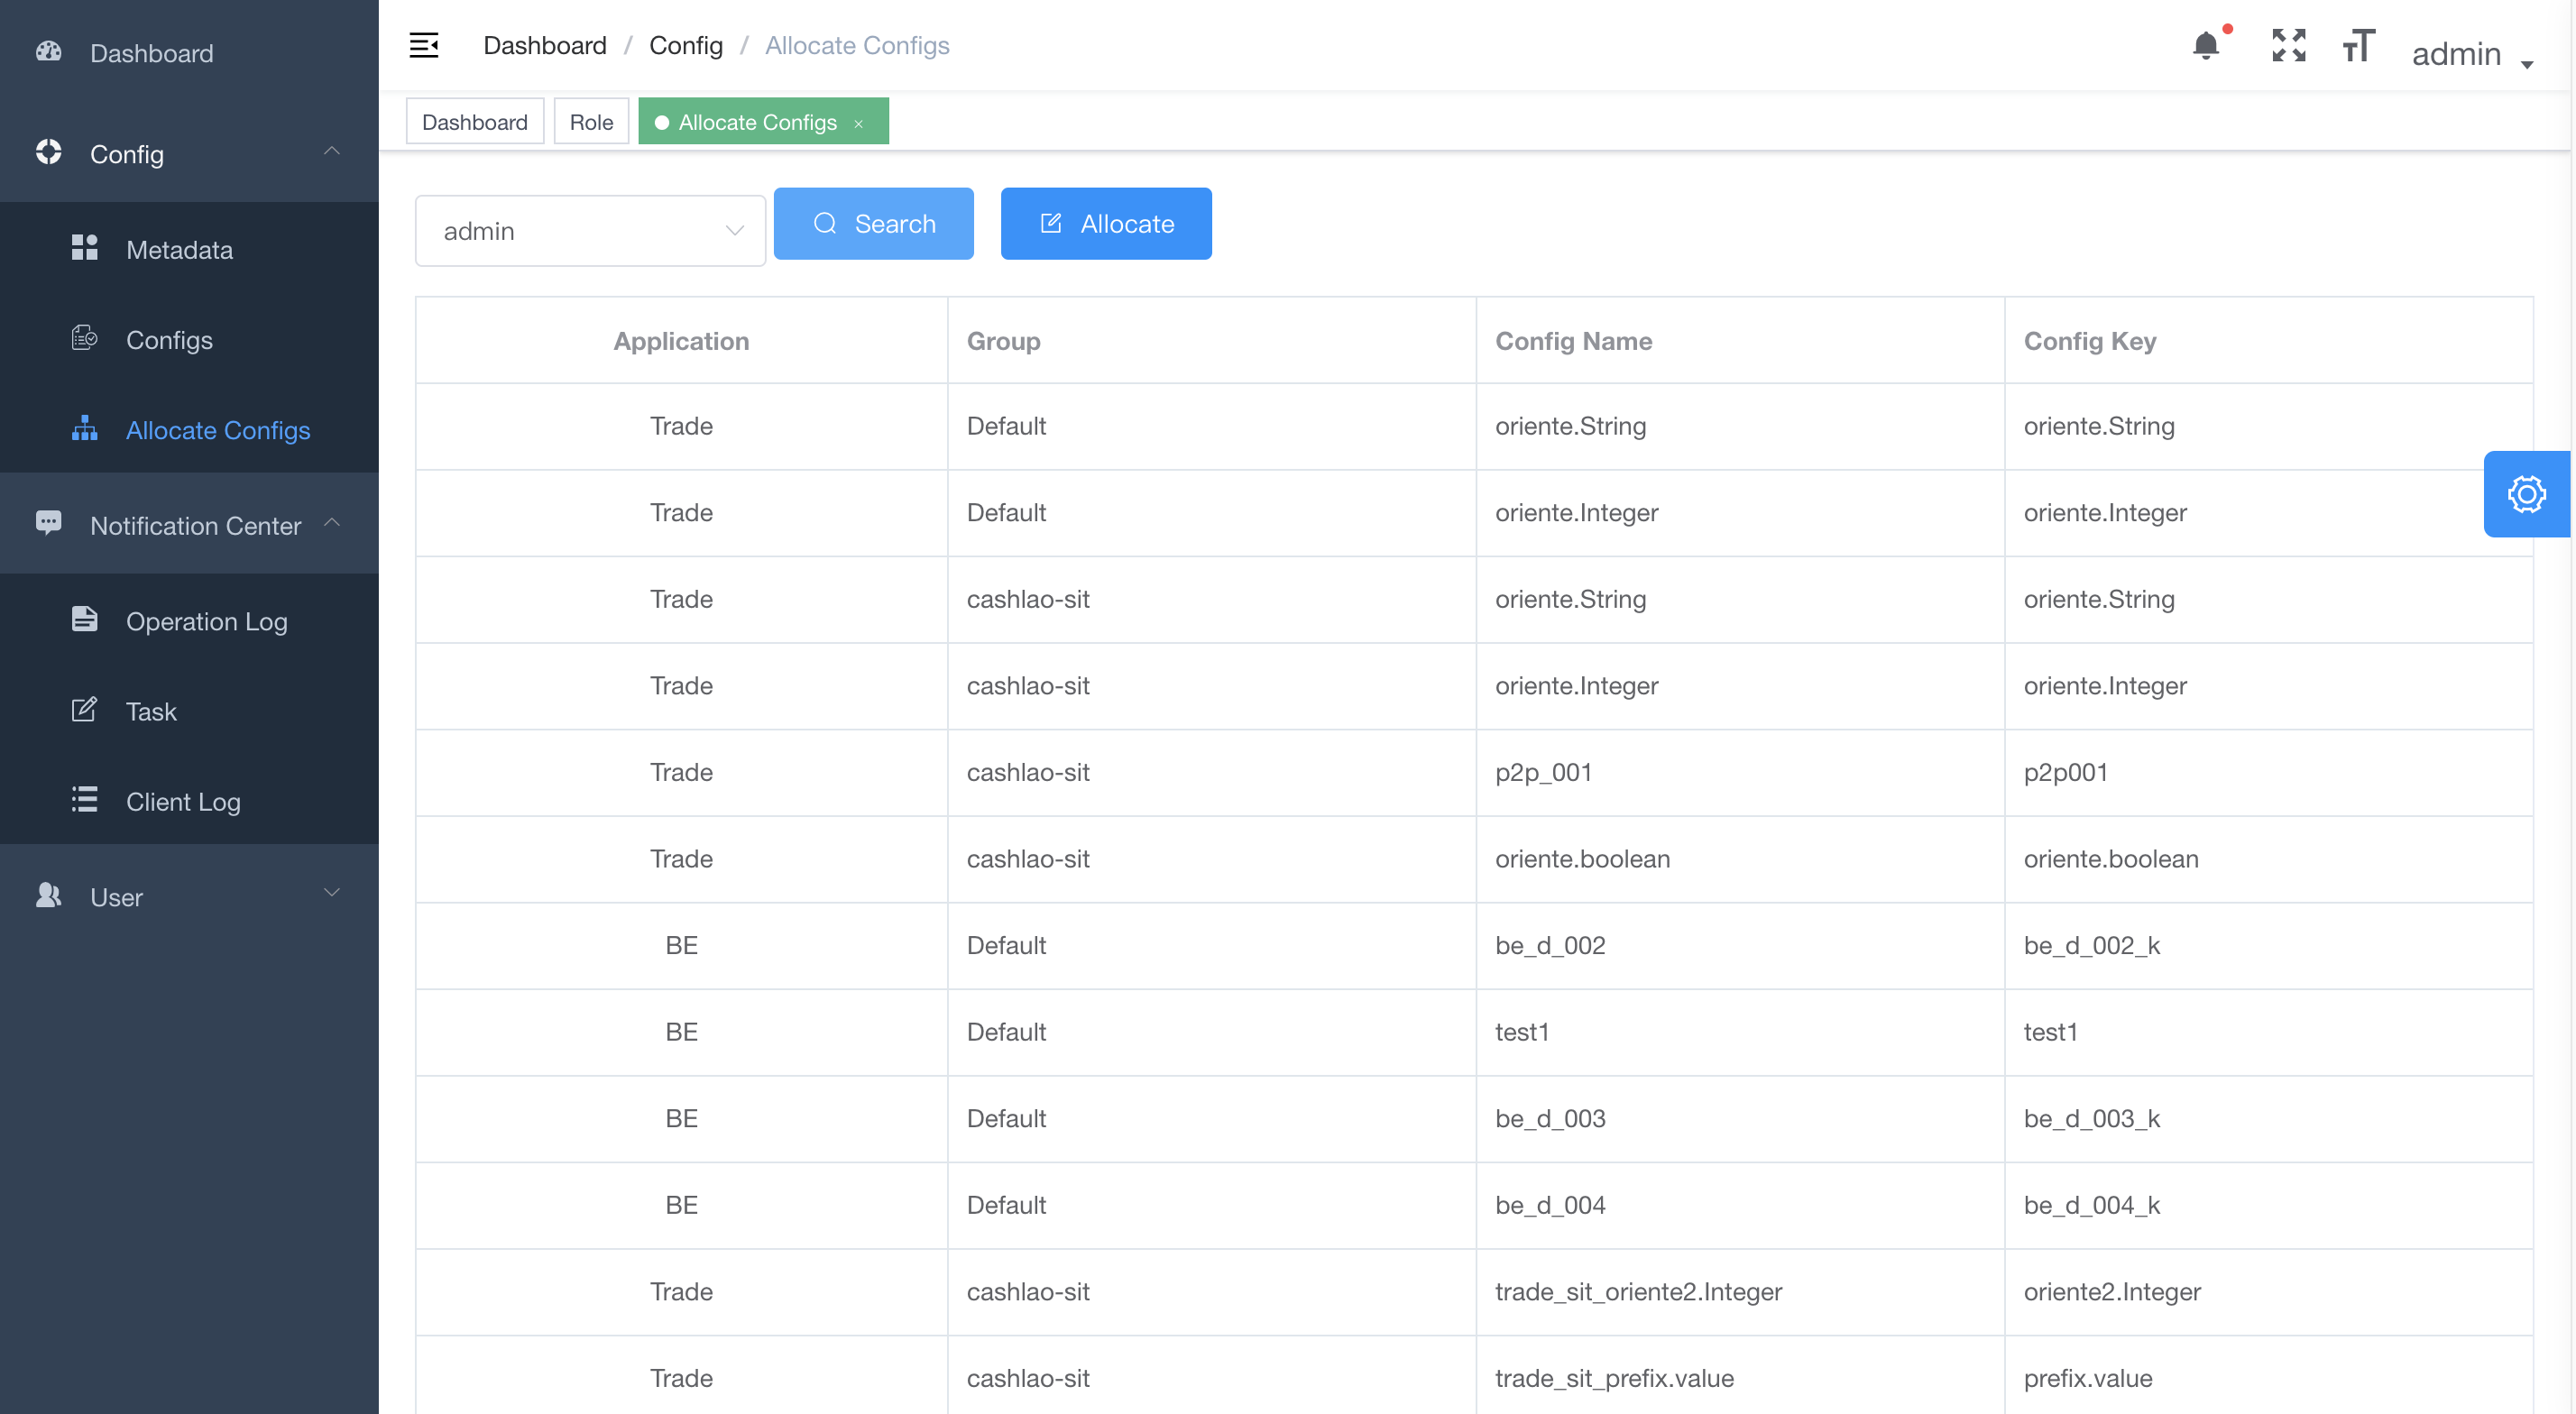 Dashboard
Config
Metadata
Configs
Allocate Configs
Notification Center
Operation Log
Task
Client Log
User
Dashboard / Config / Allocate Configs
admin
Dashboard Role Allocate Configs ×
admin Search Allocate
Application Group Config Name Config Key
Trade Default oriente.String oriente.String
Trade Default oriente.Integer oriente.Integer
Trade cashlao-sit oriente.String oriente.String
Trade cashlao-sit oriente.Integer oriente.Integer
Trade cashlao-sit p2p_001 p2p001
Trade cashlao-sit oriente.boolean oriente.boolean
BE Default be_d_002 be_d_002_k
BE Default test1 test1
BE Default be_d_003 be_d_003_k
BE Default be_d_004 be_d_004_k
Trade cashlao-sit trade_sit_oriente2.Integer oriente2.Integer
Trade cashlao-sit trade_sit_prefix.value prefix.value